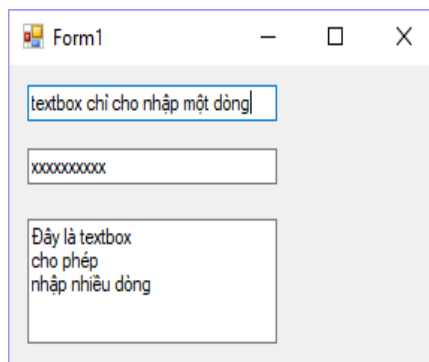 Form1
textbox chỉ cho nhập một dòng
xxxxxxxxxx
Đây là textbox
cho phép
nhập nhiều dòng